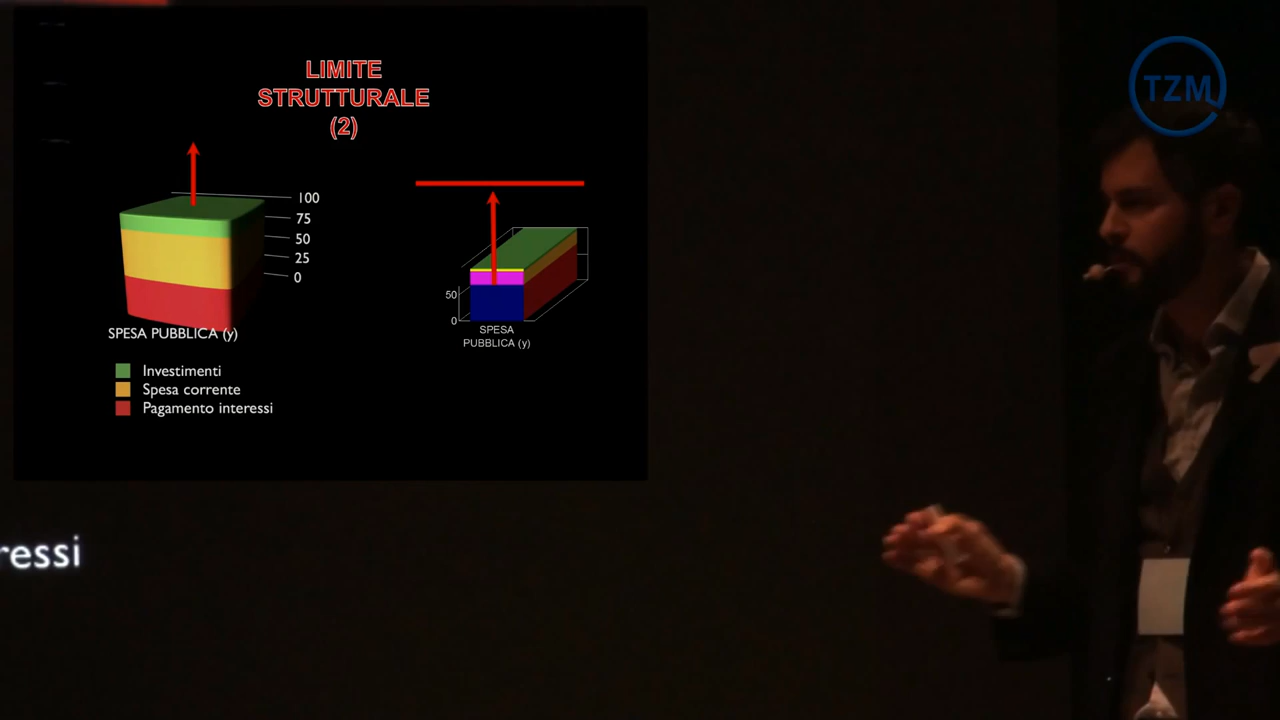 TZM
LIMITE
STRUTTURALE
(2)
100
75
50
25
0
SPESA PUBBLICA (y)
50
0
SPESA
PUBBLICA (y)
Investimenti
Spesa corrente
Pagamento interessi
ressi